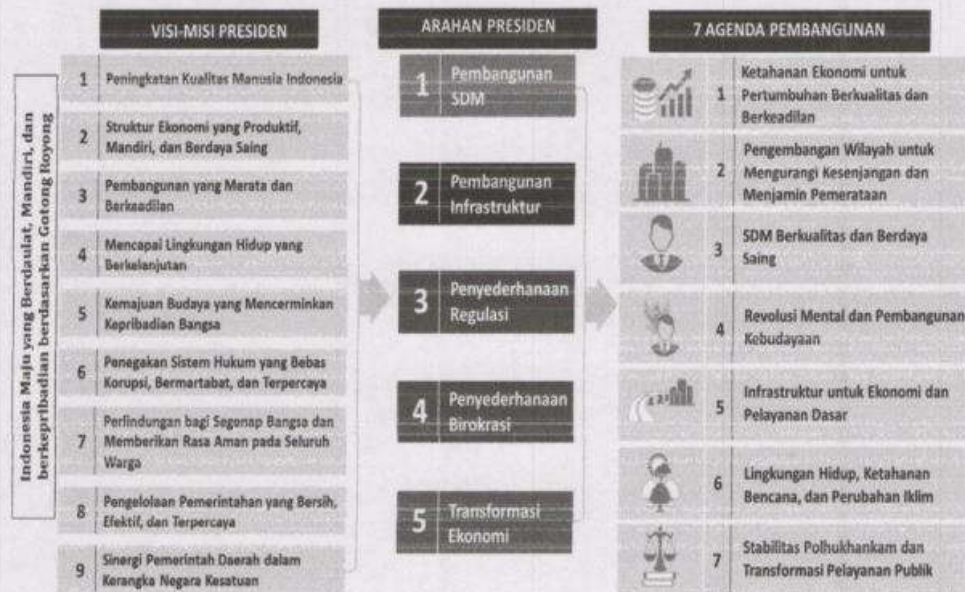 Indonesia Maju yang Berdaulat, Mandiri, dan
berkepribadian berdasarkan Gotong Royong
VISI-MISI PRESIDEN
1
Peningkatan Kualitas Manusia Indonesia
2
Struktur Ekonomi yang Produktif,
Mandiri, dan Berdaya Saing
3
Pembangunan yang Merata dan
Berkeadilan
4
Mencapai Lingkungan Hidup yang
Berkelanjutan
5
Kemajuan Budaya yang Mencerminkan
Kepribadian Bangsa
6
Penegakan Sistem Hukum yang Bebas
Korupsi, Bermartabat, dan Terpercaya
7
Perlindungan bagi Segenap Bangsa dan
Memberikan Rasa Aman pada Seluruh
Warga
8
Pengelolaan Pemerintahan yang Bersih,
Efektif, dan Terpercaya
9
Sinergi Pemerintah Daerah dalam
Kerangka Negara Kesatuan
ARAHAN PRESIDEN
1
Pembangunan
SDM
2
Pembangunan
Infrastruktur
3
Penyederhanaan
Regulasi
4
Penyederhanaan
Birokrasi
5
Transformasi
Ekonomi
7 AGENDA PEMBANGUNAN
1
Ketahanan Ekonomi untuk
Pertumbuhan Berkualitas dan
Berkeadilan
2
Pengembangan Wilayah untuk
Mengurangi Kesenjangan dan
Menjamin Pemerataan
3
SDM Berkualitas dan Berdaya
Saing
4
Revolusi Mental dan Pembangunan
Kebudayaan
5
Infrastruktur untuk Ekonomi dan
Pelayanan Dasar
6
Lingkungan Hidup, Ketahanan
Bencana, dan Perubahan Iklim
7
Stabilitas Polhukhankam dan
Transformasi Pelayanan Publik